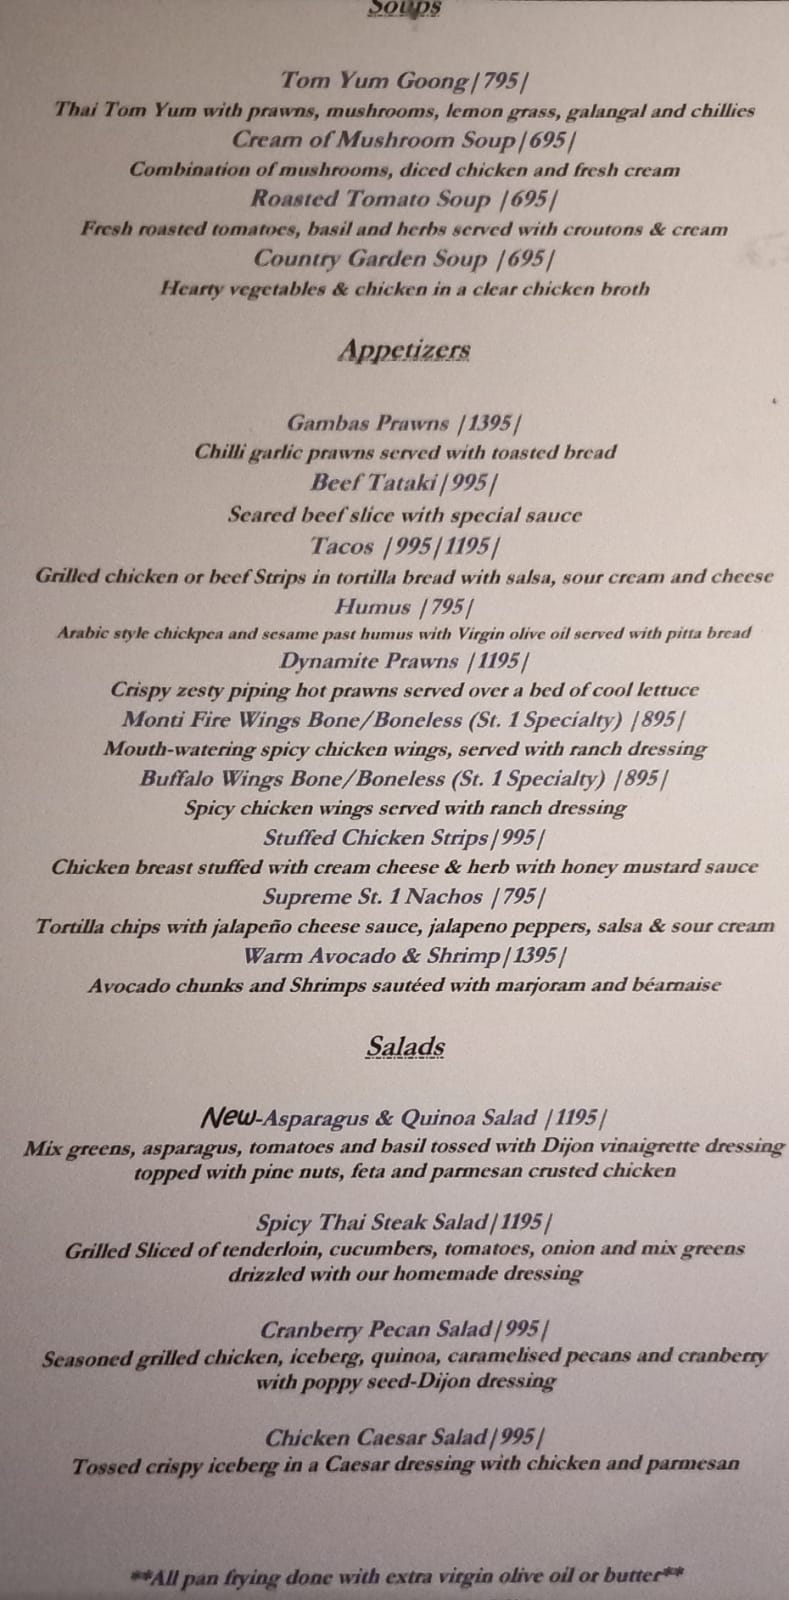 Soups
Tom Yum Goong|795|
Thai Tom Yum with prawns, mushrooms, lemon grass, galangal and chillies
Cream of Mushroom Soup|695|
Combination of mushrooms, diced chicken and fresh cream
Roasted Tomato Soup |695|
Fresh roasted tomatoes, basil and herbs served with croutons & cream
Country Garden Soup |695|
Hearty vegetables & chicken in a clear chicken broth
Appetizers
Gambas Prawns |1395|
Chilli garlic prawns served with toasted bread
Beef Tataki|995|
Seared beef slice with special sauce
Tacos |995|1195|
Grilled chicken or beef Strips in tortilla bread with salsa, sour cream and cheese
Humus |795|
Arabic style chickpea and sesame past humus with Virgin olive oil served with pitta bread
Dynamite Prawns |1195|
Crispy zesty piping hot prawns served over a bed of cool lettuce
Monti Fire Wings Bone/Boneless (St. 1 Specialty) |895|
Mouth-watering spicy chicken wings, served with ranch dressing
Buffalo Wings Bone/Boneless (St. 1 Specialty) |895|
Spicy chicken wings served with ranch dressing
Stuffed Chicken Strips|995|
Chicken breast stuffed with cream cheese & herb with honey mustard sauce
Supreme St. 1 Nachos |795|
Tortilla chips with jalapeño cheese sauce, jalapeno peppers, salsa & sour cream
Warm Avocado & Shrimp|1395|
Avocado chunks and Shrimps sautéed with marjoram and béarnaise
Salads
New-Asparagus & Quinoa Salad |1195|
Mix greens, asparagus, tomatoes and basil tossed with Dijon vinaigrette dressing
topped with pine nuts, feta and parmesan crusted chicken
Spicy Thai Steak Salad|1195|
Grilled Sliced of tenderloin, cucumbers, tomatoes, onion and mix greens
drizzled with our homemade dressing
Cranberry Pecan Salad|995|
Seasoned grilled chicken, iceberg, quinoa, caramelised pecans and cranberry
with poppy seed-Dijon dressing
Chicken Caesar Salad|995|
Tossed crispy iceberg in a Caesar dressing with chicken and parmesan
**All pan frying done with extra virgin olive oil or butter**